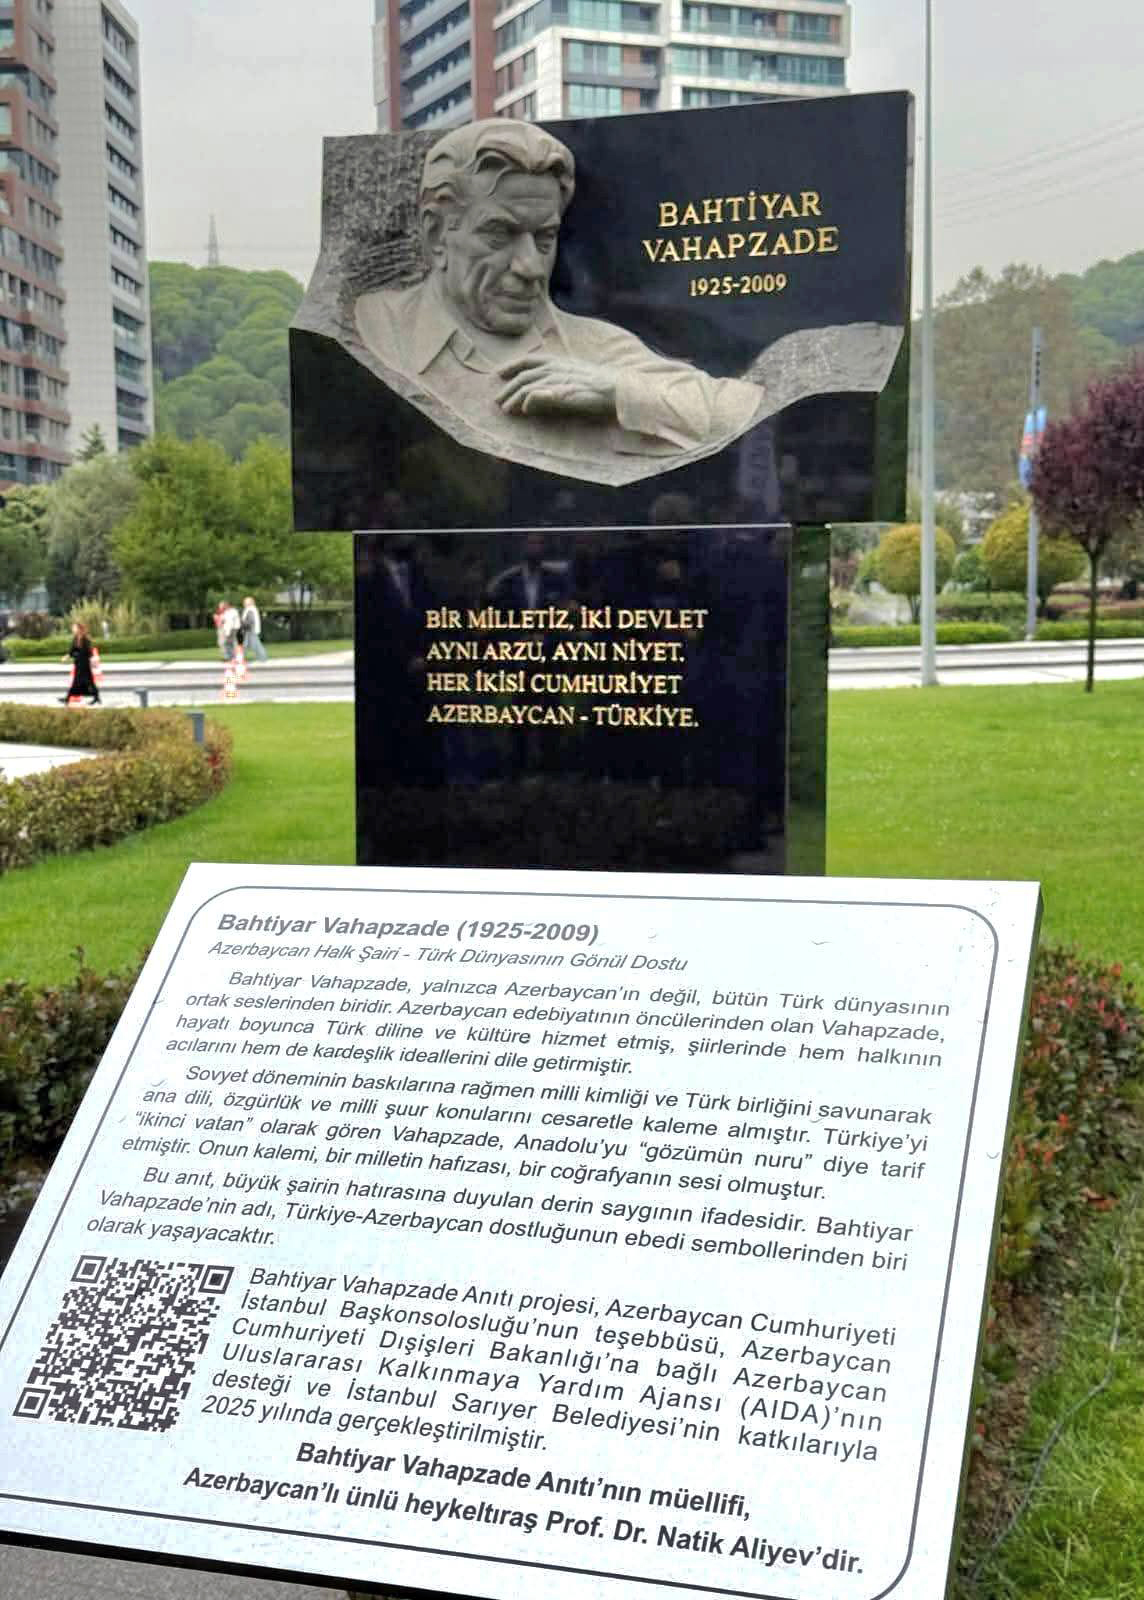 BAHTİYAR
VAHAPZADE
1925-2009
BİR MİLLETİZ, İKİ DEVLET
AYNI ARZU, AYNI NİYET.
HER İKİSİ CUMHURİYET
AZERBAYCAN - TÜRKİYE.
Bahtiyar Vahapzade (1925-2009)
Azerbaycan Halk Şairi - Türk Dünyasının Gönül Dostu
Bahtiyar Vahapzade, yalnızca Azerbaycan'ın değil, bütün Türk dünyasının
ortak seslerinden biridir. Azerbaycan edebiyatının öncülerinden olan Vahapzade,
hayatı boyunca Türk diline ve kültüre hizmet etmiş, şiirlerinde hem halkının
acılarını hem de kardeşlik ideallerini dile getirmiştir.
Sovyet döneminin baskılarına rağmen milli kimliği ve Türk birliğini savunarak
ana dili, özgürlük ve milli şuur konularını cesaretle kaleme almıştır. Türkiye'yi
"ikinci vatan" olarak gören Vahapzade, Anadolu'yu "gözümün nuru" diye tarif
etmiştir. Onun kalemi, bir milletin hafızası, bir coğrafyanın sesi olmuştur.
Bu anıt, büyük şairin hatırasına duyulan derin saygının ifadesidir. Bahtiyar
Vahapzade'nin adı, Türkiye-Azerbaycan dostluğunun ebedi sembollerinden biri
olarak yaşayacaktır.
Bahtiyar Vahapzade Anıtı projesi, Azerbaycan Cumhuriyeti
İstanbul Başkonsolosluğu'nun teşebbüsü, Azerbaycan
Cumhuriyeti Dışişleri Bakanlığı'na bağlı Azerbaycan
Uluslararası Kalkınmaya Yardım Ajansı (AIDA)'nın
desteği ve İstanbul Sarıyer Belediyesi'nin katkılarıyla
2025 yılında gerçekleştirilmiştir.
Bahtiyar Vahapzade Anıtı'nın müellifi,
Azerbaycan'lı ünlü heykeltıraş Prof. Dr. Natik Aliyev'dir.